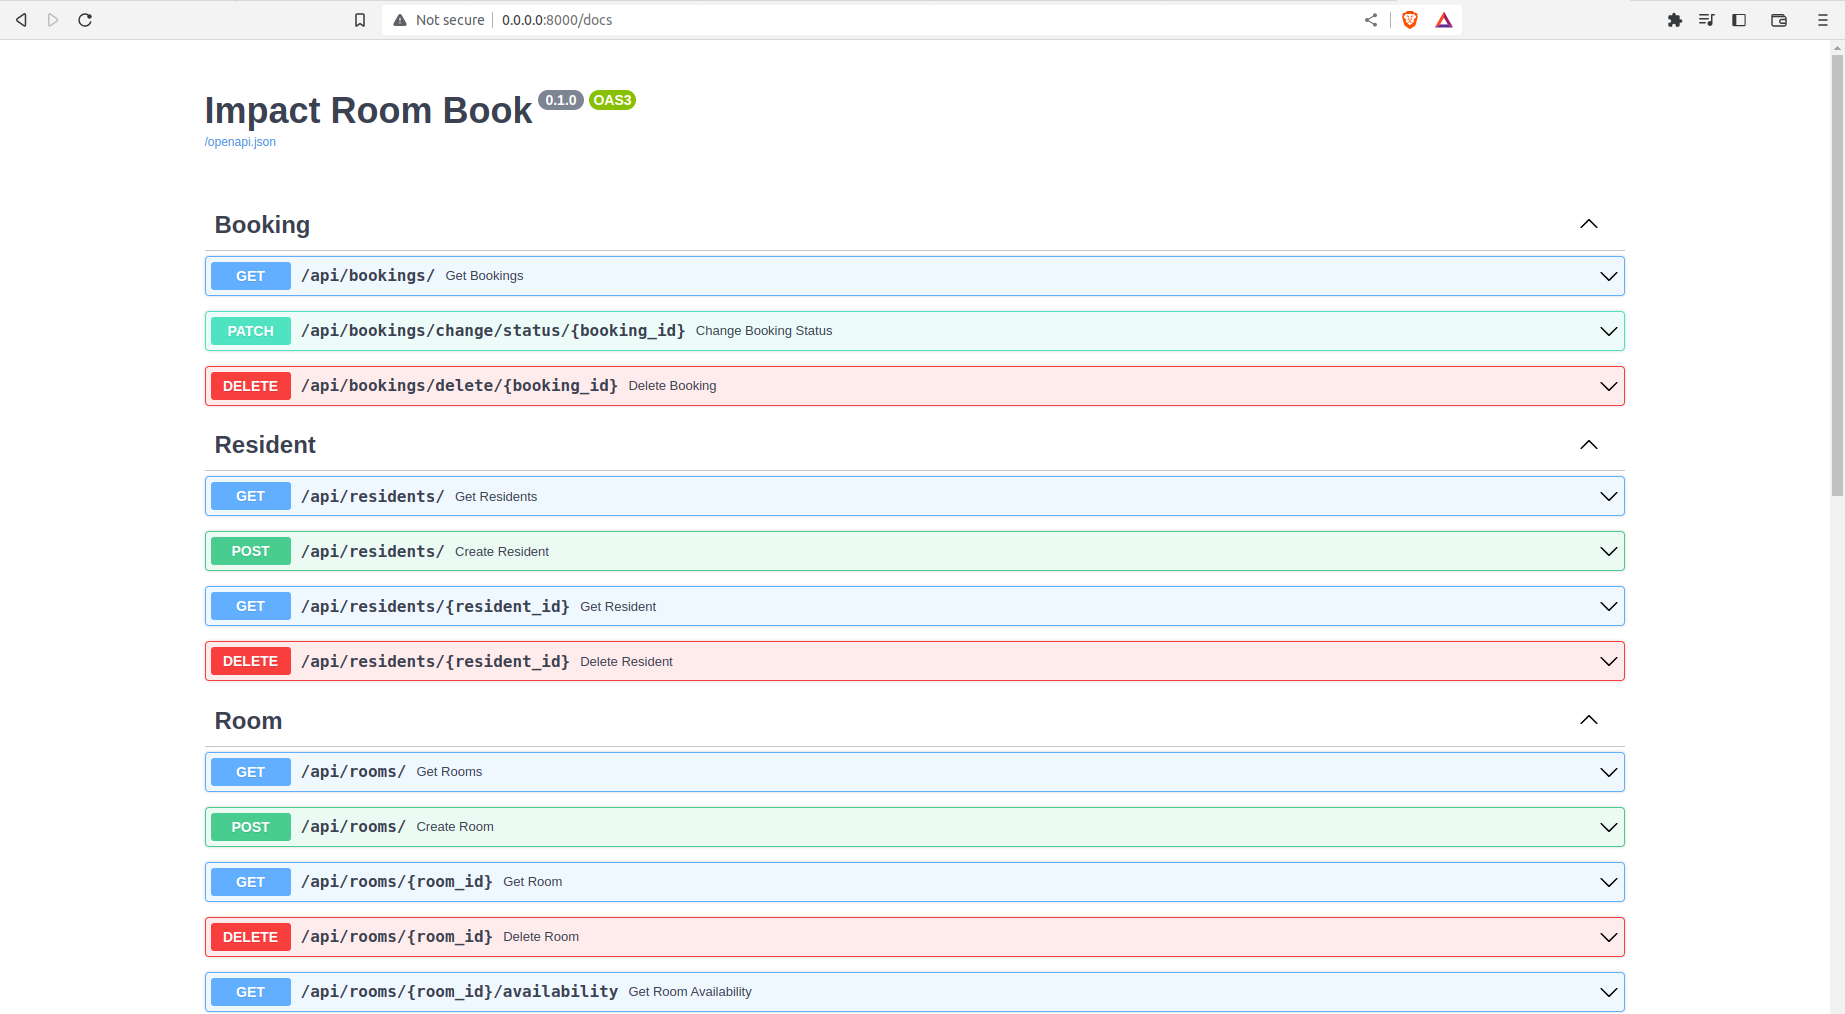 Not secure 0.0.0.0:8000/docs
Impact Room Book 0.1.0 OAS3
/openapi.json
Booking
GET /api/bookings/ Get Bookings
PATCH /api/bookings/change/status/{booking_id} Change Booking Status
DELETE /api/bookings/delete/{booking_id} Delete Booking
Resident
GET /api/residents/ Get Residents
POST /api/residents/ Create Resident
GET /api/residents/{resident_id} Get Resident
DELETE /api/residents/{resident_id} Delete Resident
Room
GET /api/rooms/ Get Rooms
POST /api/rooms/ Create Room
GET /api/rooms/{room_id} Get Room
DELETE /api/rooms/{room_id} Delete Room
GET /api/rooms/{room_id}/availability Get Room Availability